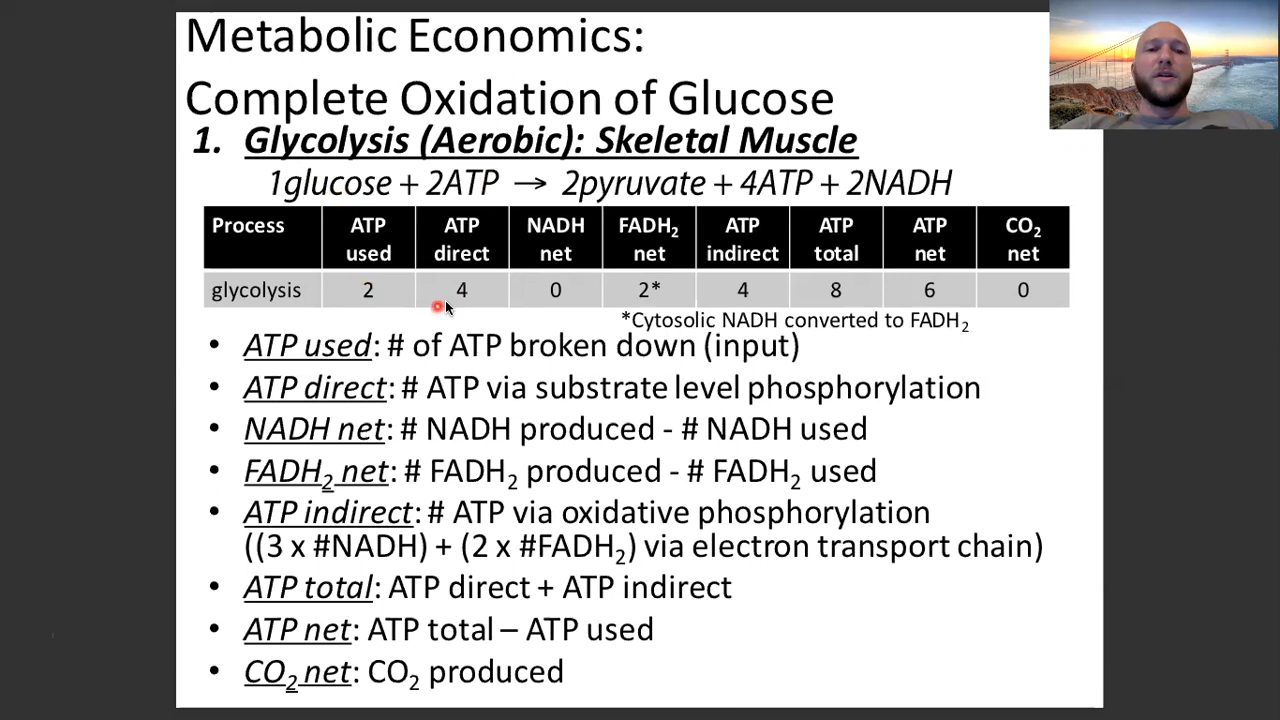 Metabolic Economics:
Complete Oxidation of Glucose
1. Glycolysis (Aerobic): Skeletal Muscle
1glucose + 2ATP → 2pyruvate + 4ATP + 2NADH
Process ATP used ATP direct NADH net FADH₂ net ATP indirect ATP total ATP net CO₂ net
glycolysis 2 4 0 2* 4 8 6 0
*Cytosolic NADH converted to FADH₂
• ATP used: # of ATP broken down (input)
• ATP direct: # ATP via substrate level phosphorylation
• NADH net: # NADH produced - # NADH used
• FADH₂ net: # FADH₂ produced - # FADH₂ used
• ATP indirect: # ATP via oxidative phosphorylation
((3 x #NADH) + (2 x #FADH₂) via electron transport chain)
• ATP total: ATP direct + ATP indirect
• ATP net: ATP total – ATP used
• CO₂ net: CO₂ produced